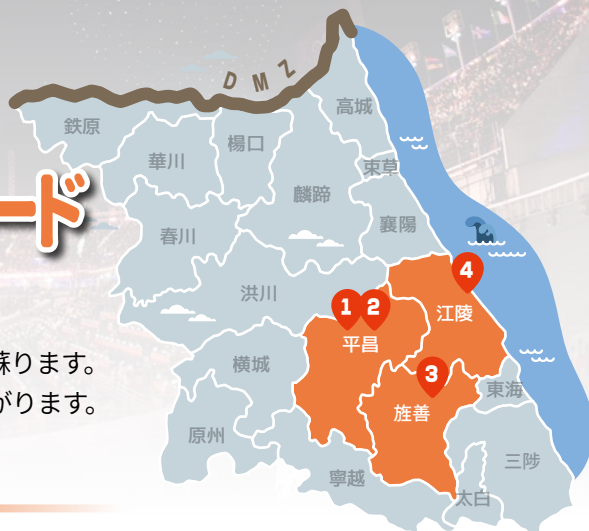 DMZ
高城
鉄原
楊口
華川
束草
麟蹄
襄陽
ード
春川
4
洪川
1 2
江陵
平昌
蘇ります。
横城
3
がります。
東海
旌善
原州
三陟
寧越
太白